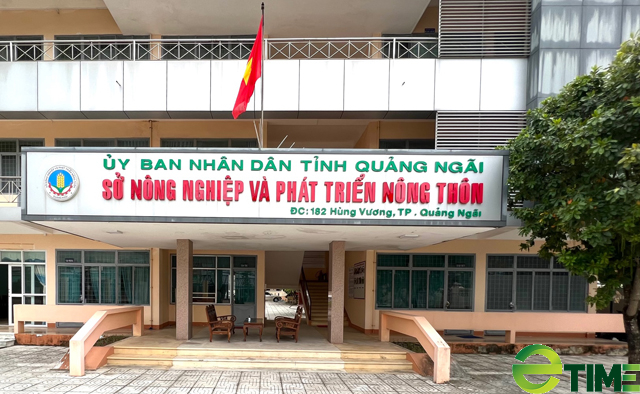 ỦY BAN NHÂN DÂN TỈNH QUẢNG NGÃI
SỞ NÔNG NGHIỆP VÀ PHÁT TRIỂN NÔNG THÔN
ĐC: 182 Hùng Vương, TP. Quảng Ngãi
eTIME